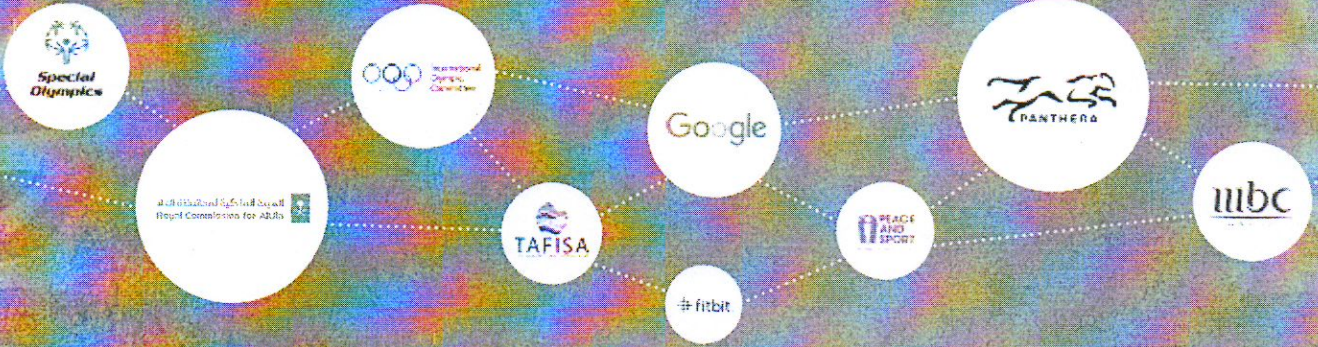 Special
Olympics
International
Olympic
Committee
Google
PANTHERA
Royal Commission for AlUla
TAFISA
PEACE
AND
SPORT
mbc
fitbit